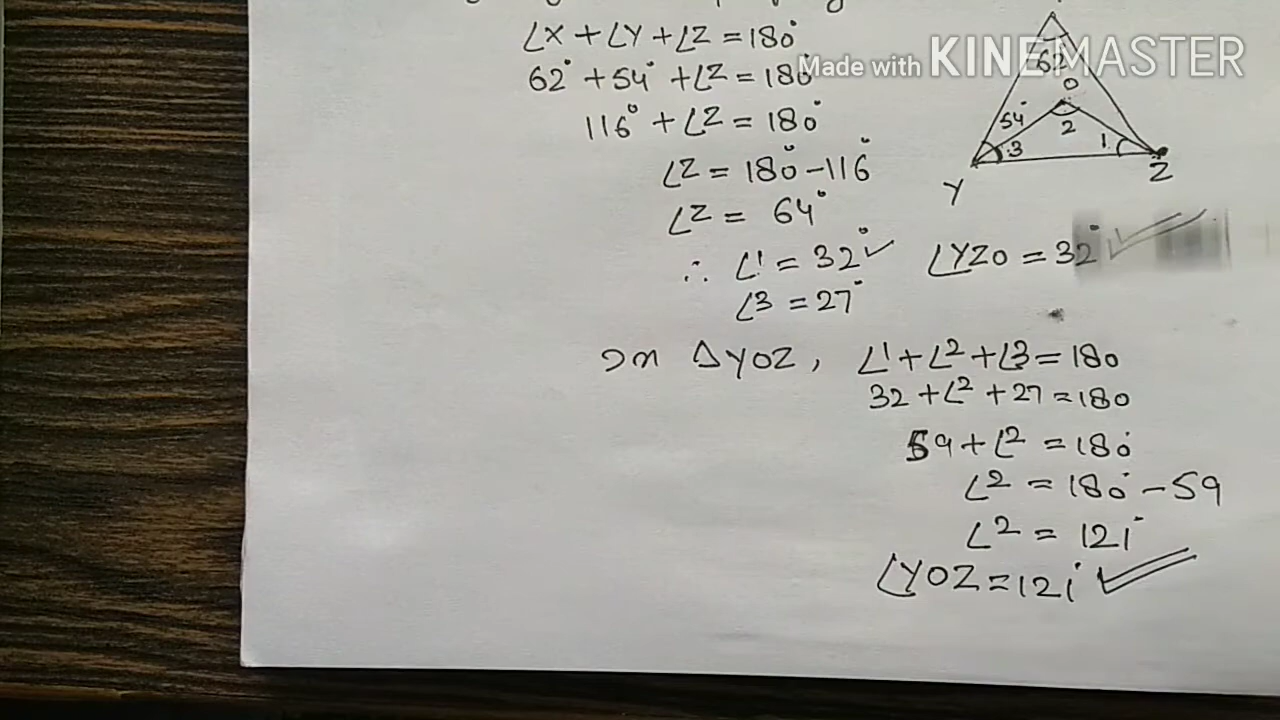 ∠X + ∠Y + ∠Z = 180°
62° + 54° + ∠Z = 180°
116° + ∠Z = 180°
∠Z = 180° - 116°
∠Z = 64°
∴ ∠1 = 32° ✓ ∠YZO = 32° ✓
∠3 = 27°
In △YOZ, ∠1 + ∠2 + ∠3 = 180
32 + ∠2 + 27 = 180
59 + ∠2 = 180°
∠2 = 180° - 59
∠2 = 121°
∠YOZ = 121° ✓
Made with KINEMASTER
62
O
54°
2
3
1
Y
Z